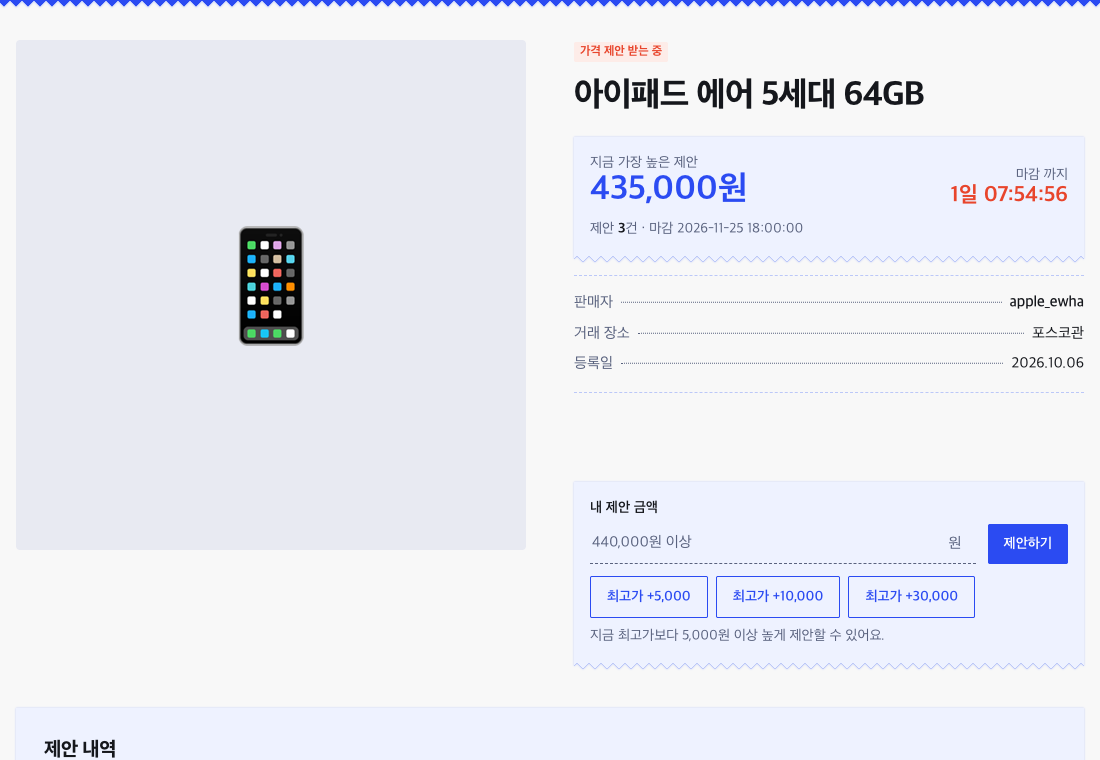 가격 제안 받는 중
아이패드 에어 5세대 64GB
지금 가장 높은 제안
435,000원
마감 까지
1일 07:54:56
제안 3건 · 마감 2026-11-25 18:00:00
판매자 apple_ewha
거래 장소 포스코관
등록일 2026.10.06
내 제안 금액
440,000원 이상 원 제안하기
최고가 +5,000 최고가 +10,000 최고가 +30,000
지금 최고가보다 5,000원 이상 높게 제안할 수 있어요.
제안 내역